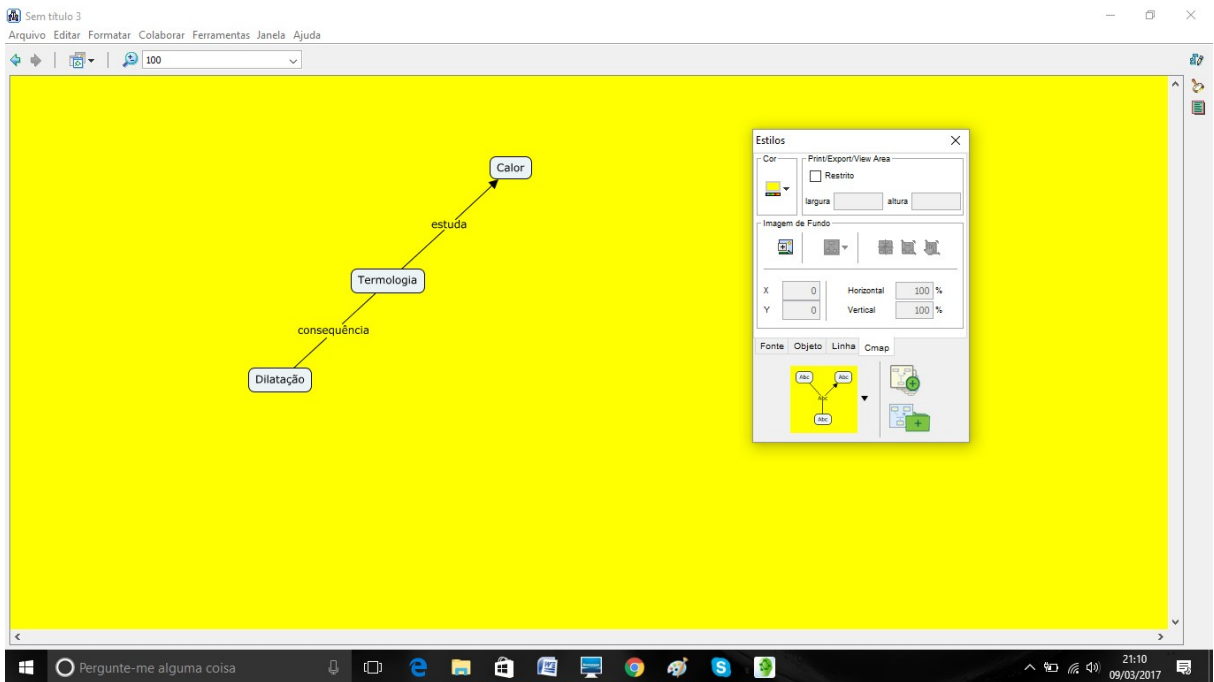 Sem título 3
Arquivo Editar Formatar Colaborar Ferramentas Janela Ajuda
100
Calor
estuda
Termologia
consequência
Dilatação
Estilos
Cor
Print/Export/View Area
Restrito
largura altura
Imagem de Fundo
X 0 Horizontal 100 %
Y 0 Vertical 100 %
Fonte Objeto Linha Cmap
Abc Abc
Abc
Abc
Pergunte-me alguma coisa
21:10
09/03/2017